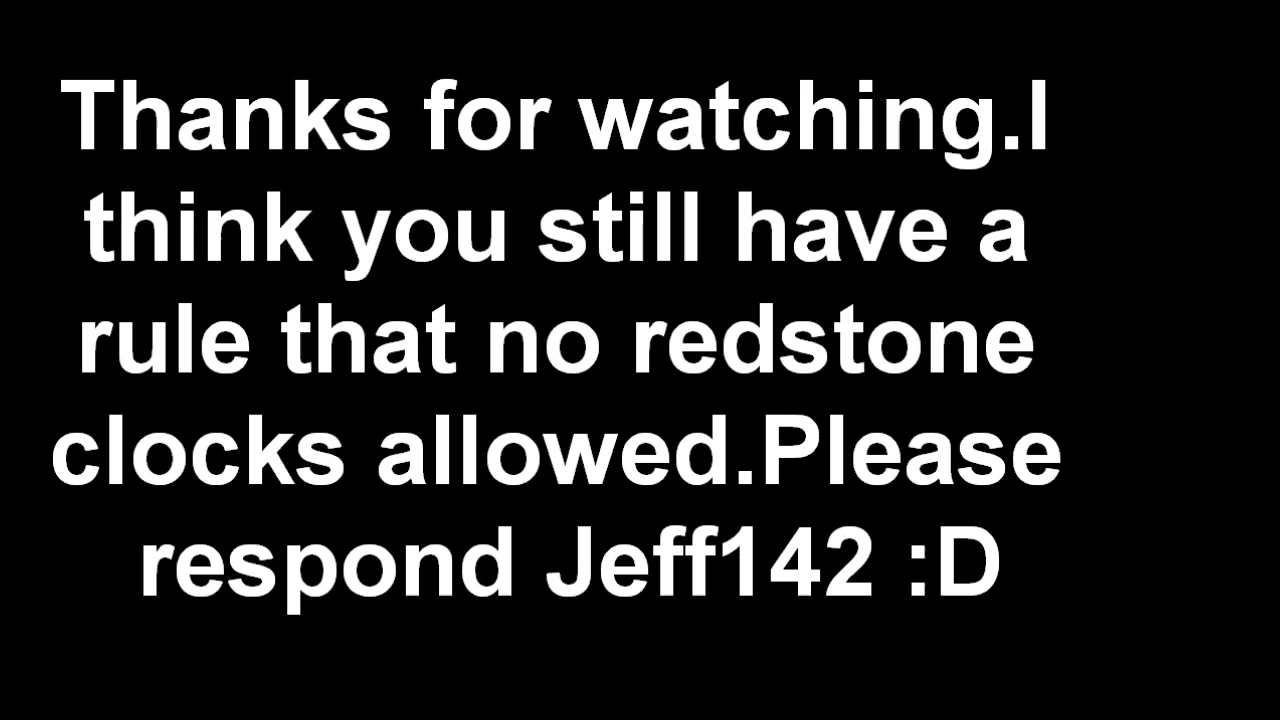 Thanks for watching.I
think you still have a
rule that no redstone
clocks allowed.Please
respond Jeff142 :D